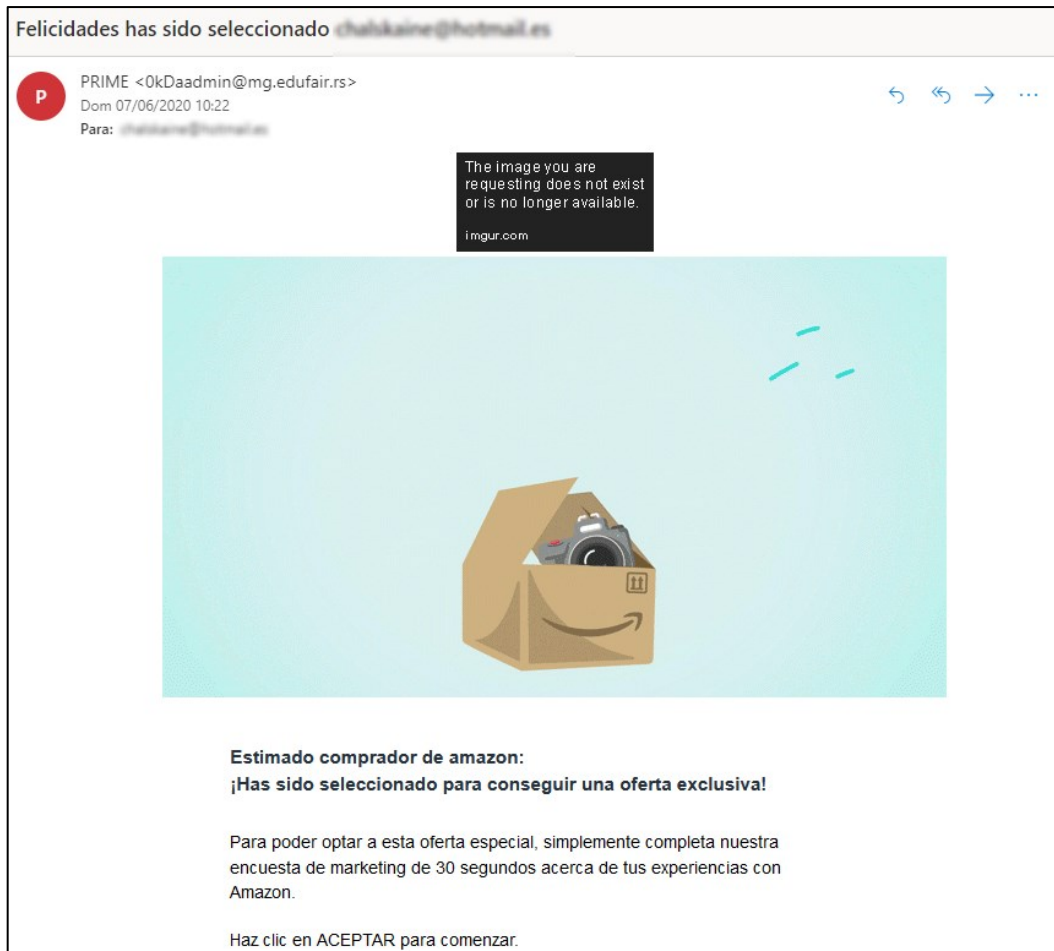 Felicidades has sido seleccionado
P
PRIME <0kDaadmin@mg.edufair.rs>
Dom 07/06/2020 10:22
Para:
The image you are
requesting does not exist
or is no longer available.
imgur.com
Estimado comprador de amazon:
¡Has sido seleccionado para conseguir una oferta exclusiva!
Para poder optar a esta oferta especial, simplemente completa nuestra
encuesta de marketing de 30 segundos acerca de tus experiencias con
Amazon.
Haz clic en ACEPTAR para comenzar.